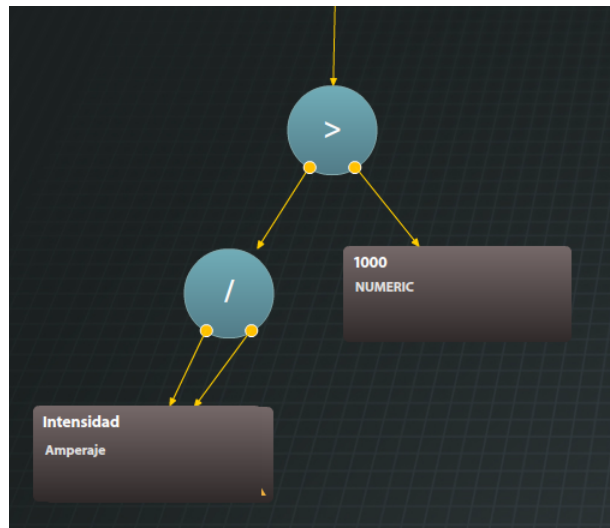 >
1000
NUMERIC
/
Intensidad
Amperaje